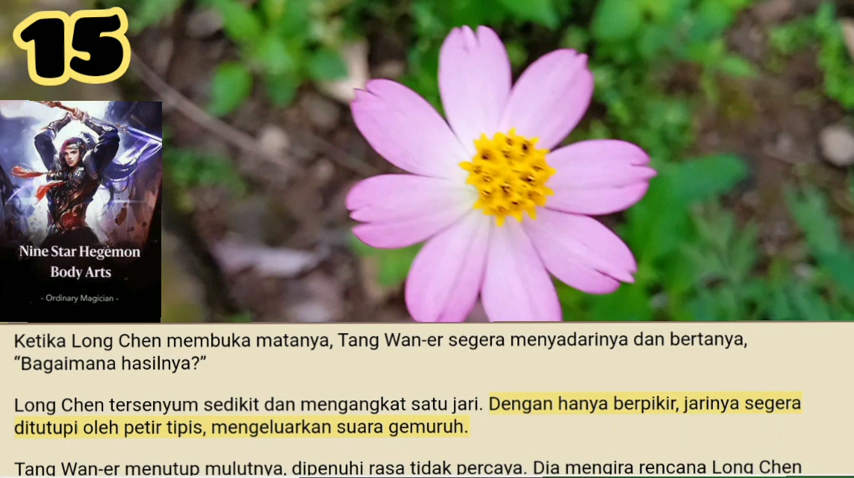 15
Nine Star Hegemon
Body Arts
- Ordinary Magician -
Ketika Long Chen membuka matanya, Tang Wan-er segera menyadarinya dan bertanya,
“Bagaimana hasilnya?”
Long Chen tersenyum sedikit dan mengangkat satu jari. Dengan hanya berpikir, jarinya segera
ditutupi oleh petir tipis, mengeluarkan suara gemuruh.
Tang Wan-er menutup mulutnya, dipenuhi rasa tidak percaya. Dia mengira rencana Long Chen